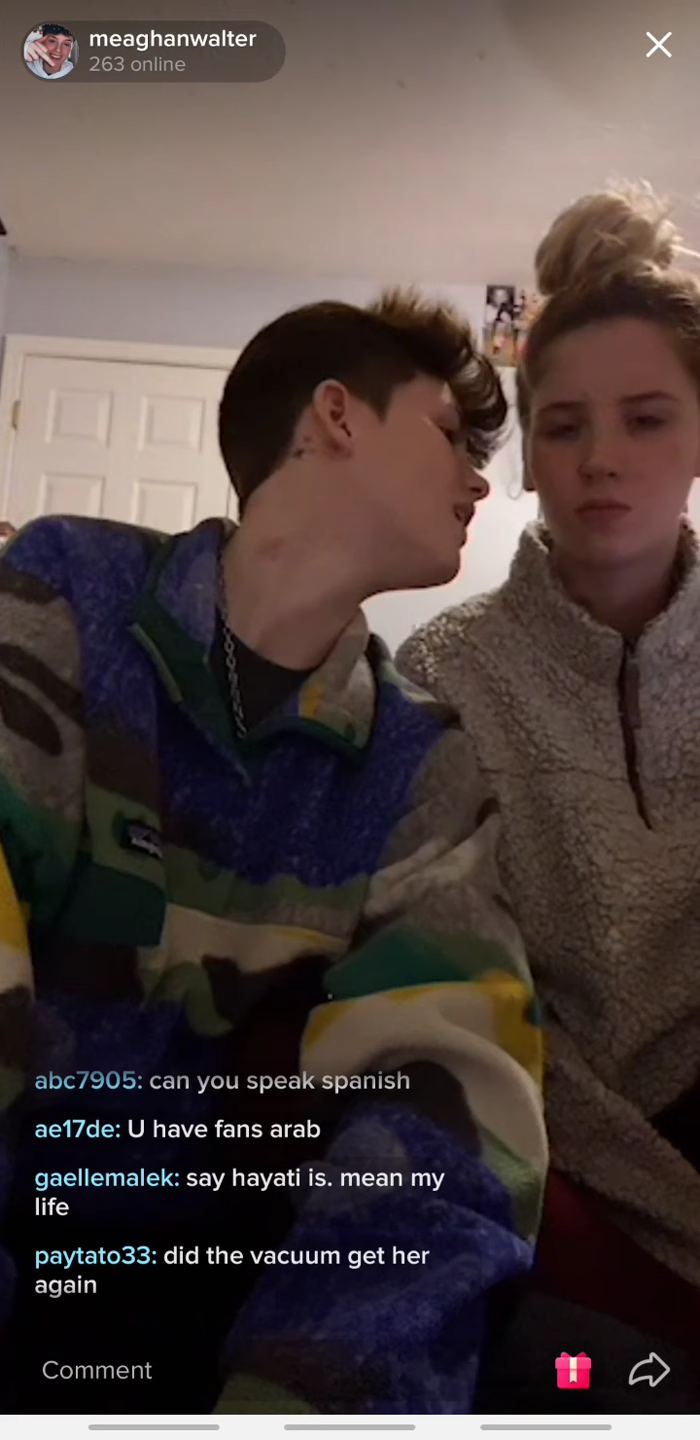 meaghanwalter
263 online
abc7905: can you speak spanish
ae17de: U have fans arab
gaellemalek: say hayati is. mean my
life
paytato33: did the vacuum get her
again
Comment